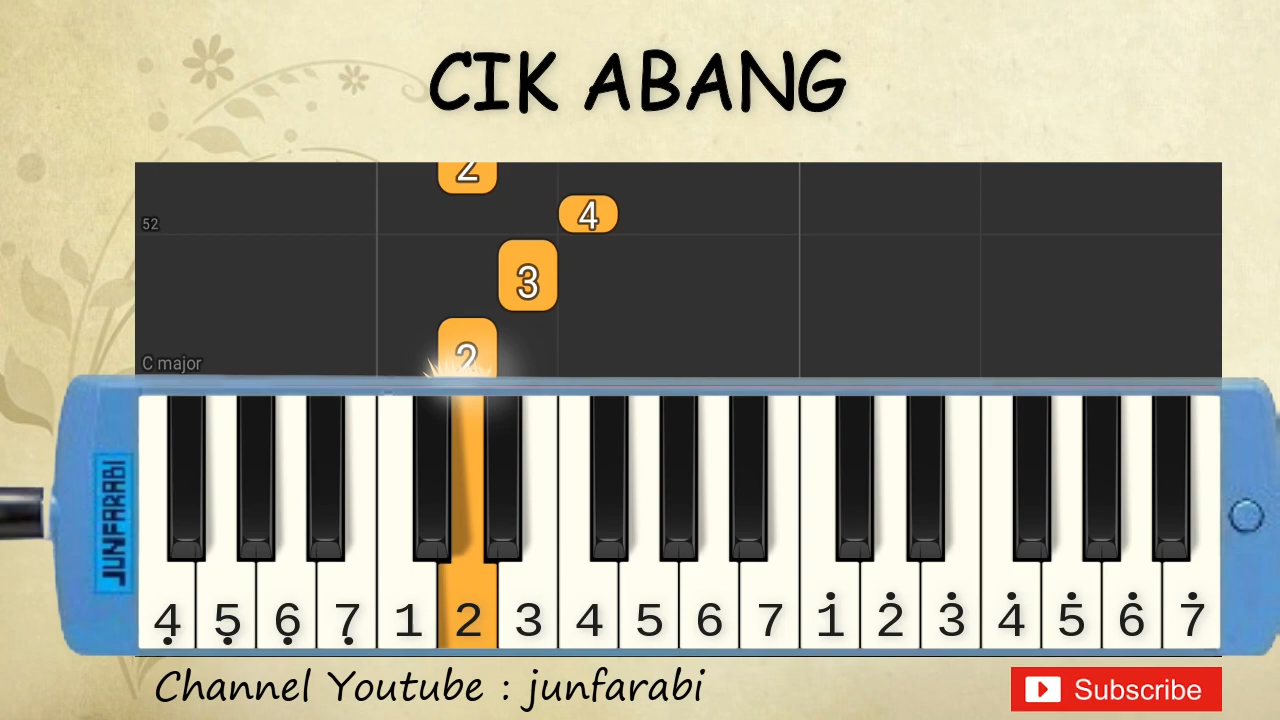 CIK ABANG
2
52
4
3
C major
2
JUNFARABI
4̣ 5̣ 6̣ 7̣ 1 2 3 4 5 6 7 1̇ 2̇ 3̇ 4̇ 5̇ 6̇ 7̇
Channel Youtube : junfarabi
Subscribe